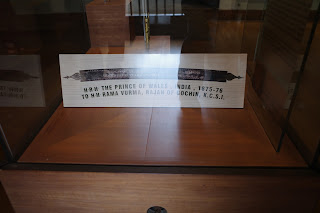 H·R·H THE PRINCE OF WALES, INDIA, 1875-76
TO H·H RAMA VURMA, RAJAH OF COCHIN, K.C.S.I.